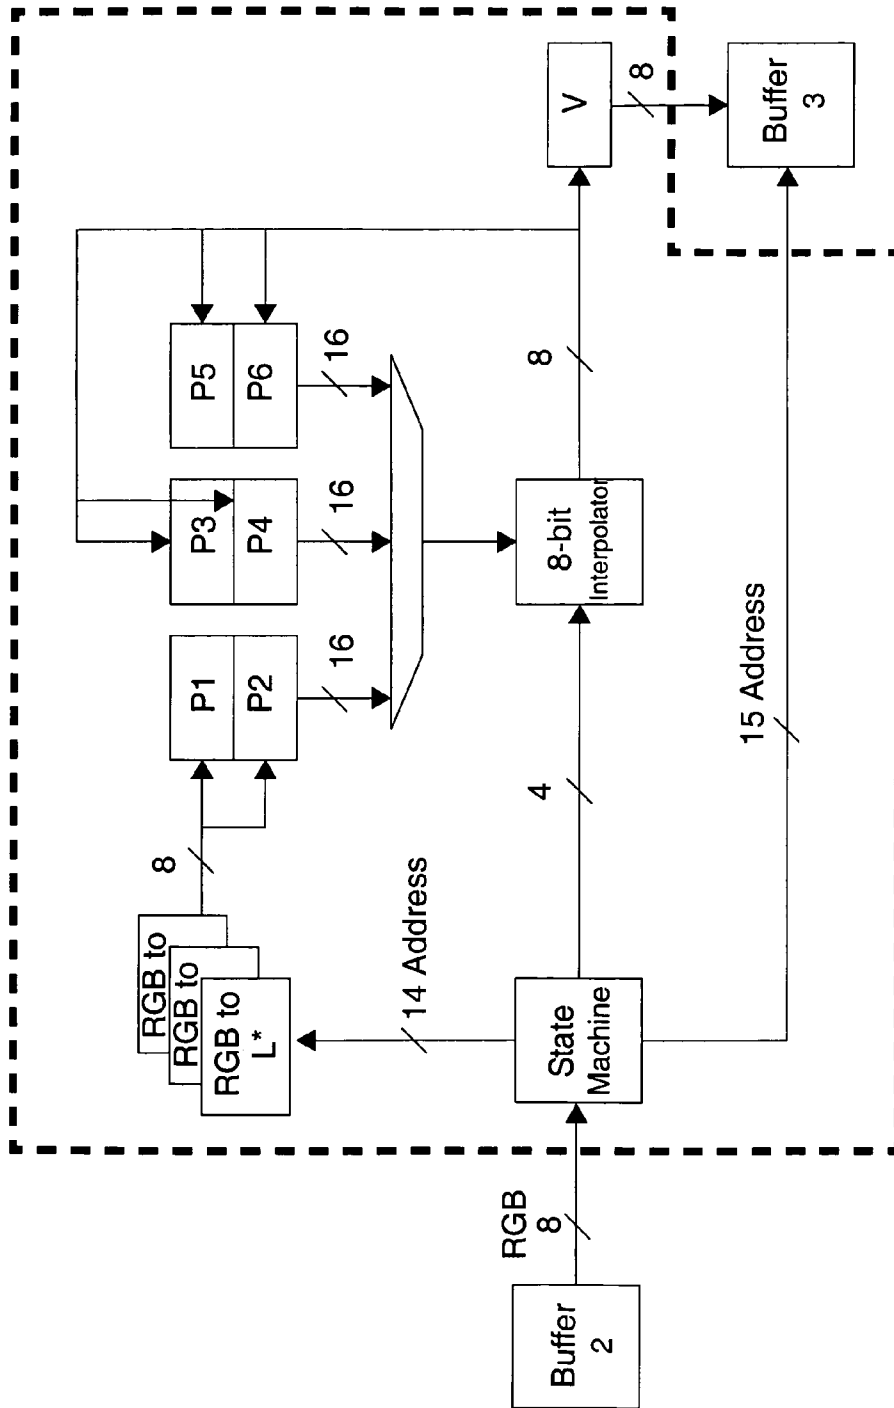 RGB to
RGB to
RGB to
L*
8
P1
P2
P3
P4
P5
P6
16
16
16
14 Address
Buffer
2
RGB
8
State
Machine
4
8-bit
Interpolator
8
V
8
15 Address
Buffer
3